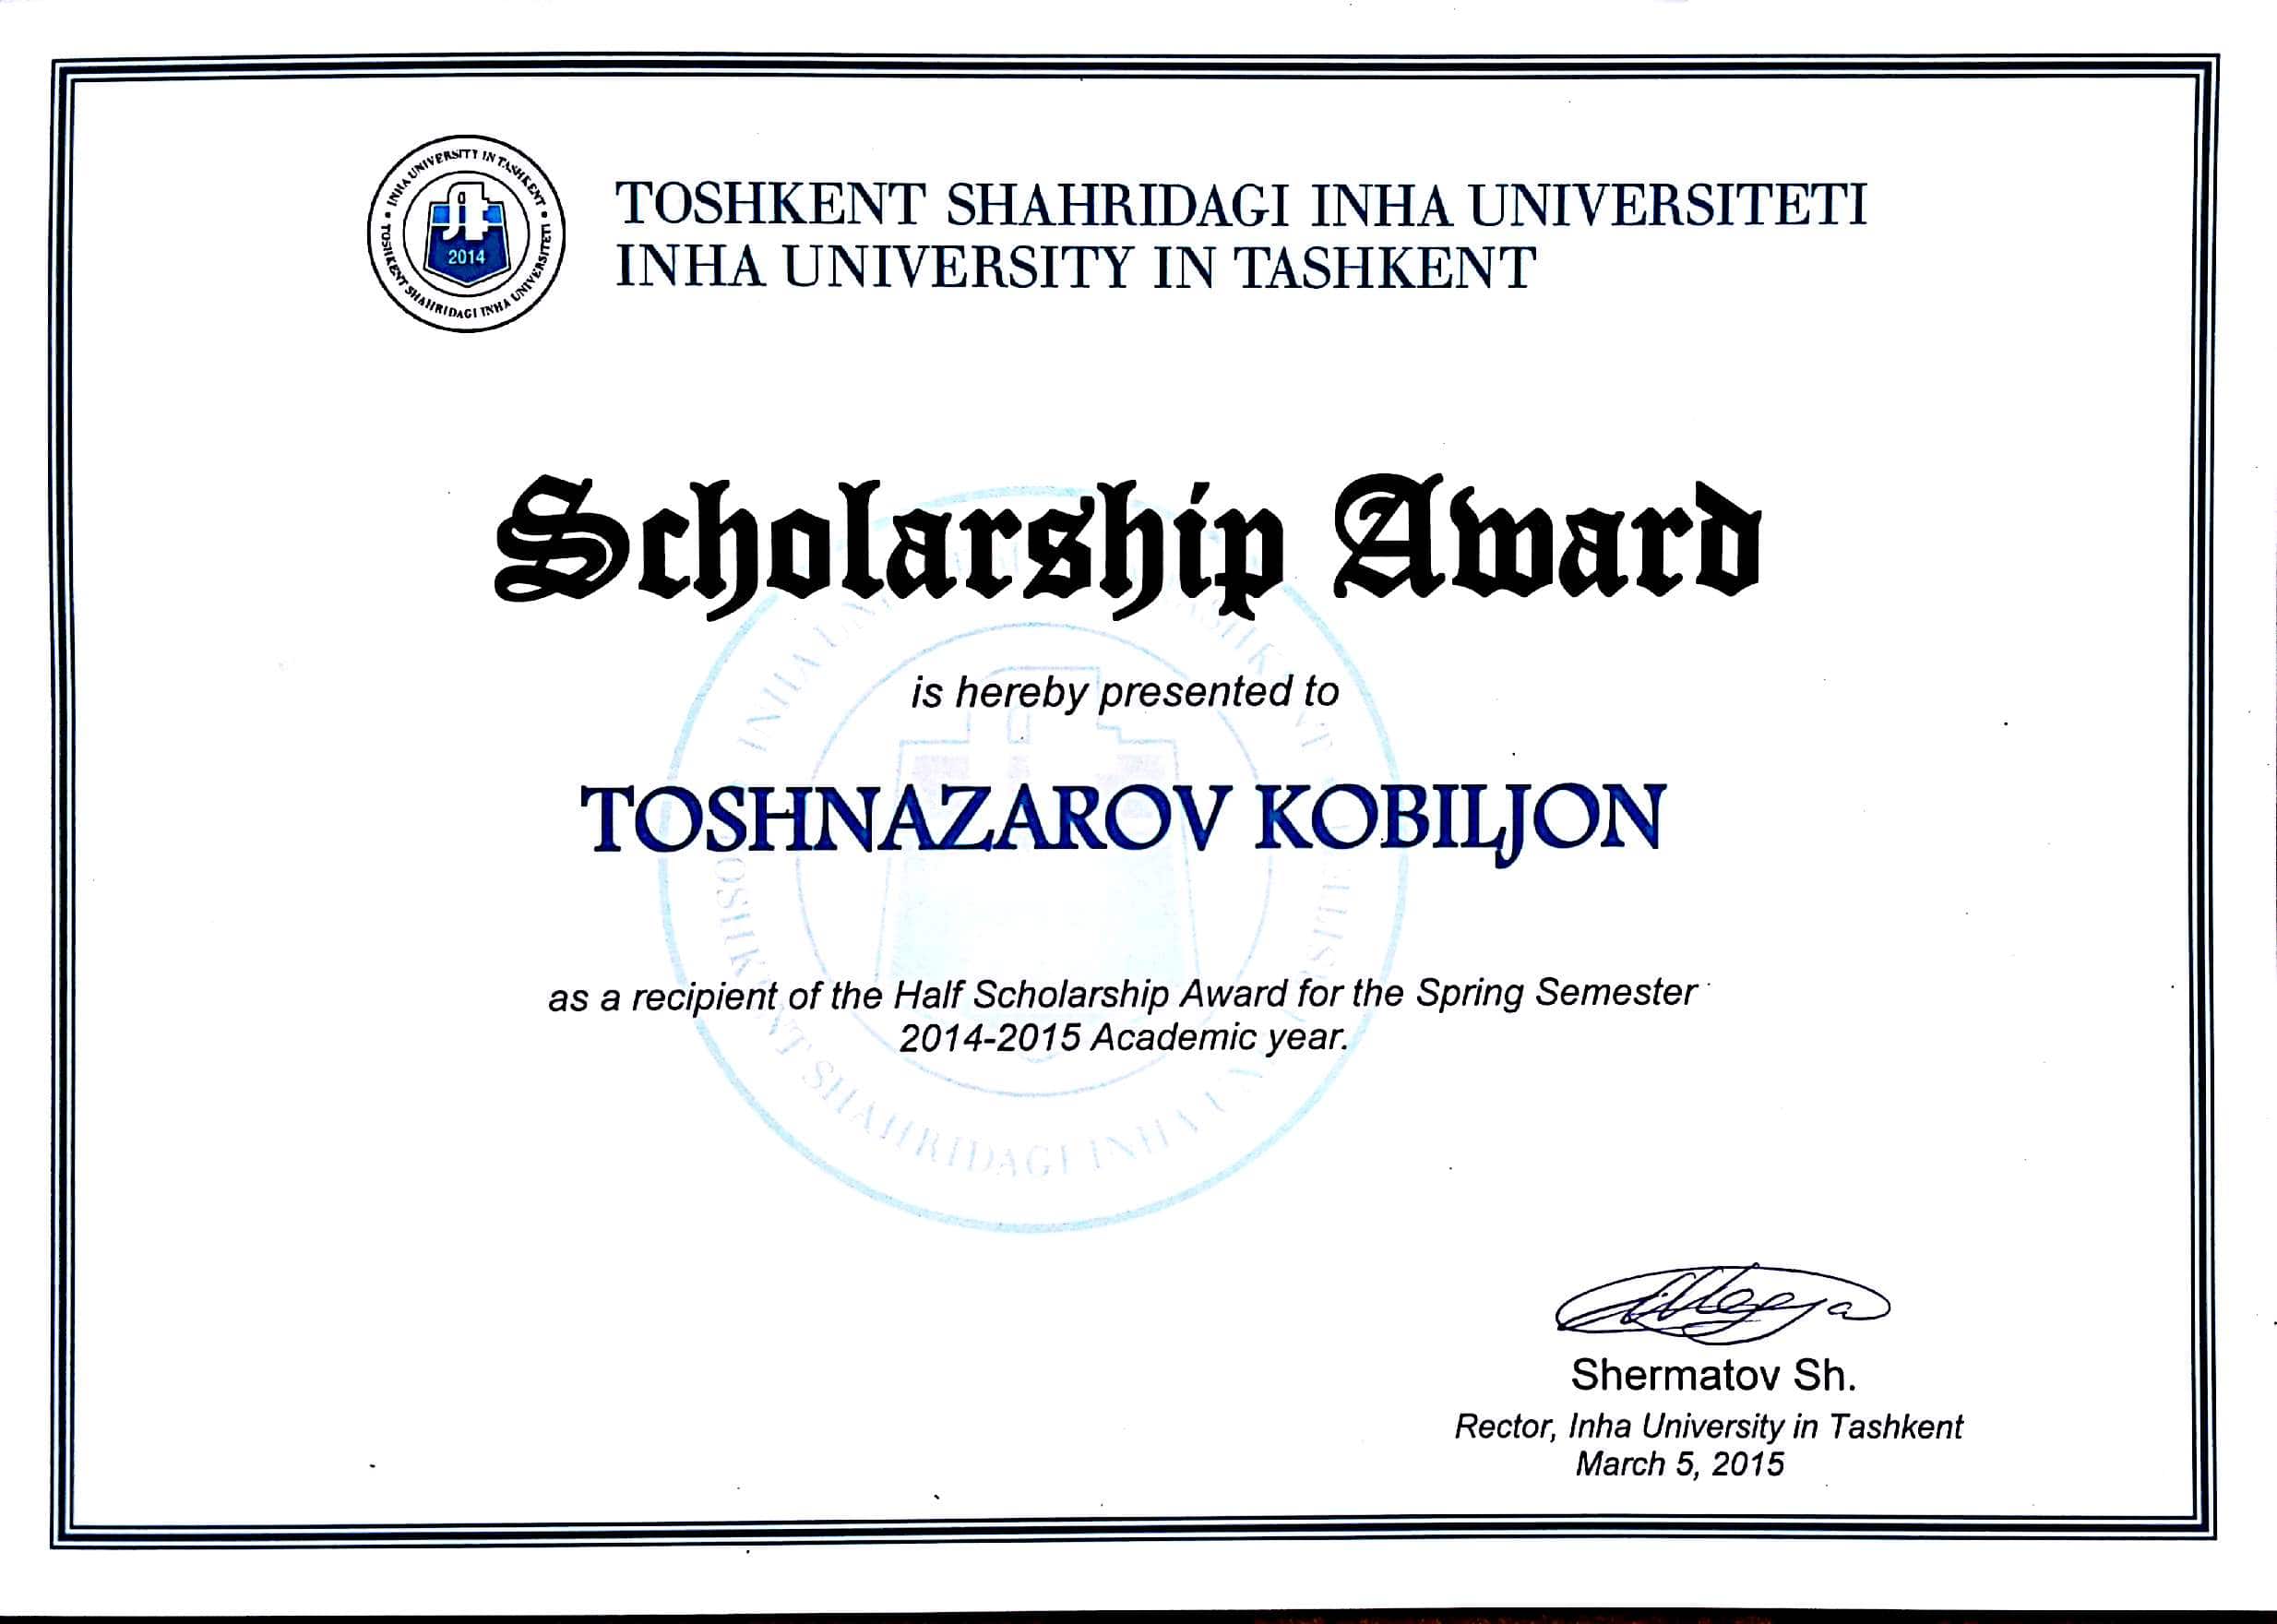 INHA UNIVERSITY IN TASHKENT • TOSHKENT SHAHRIDAGI INHA UNIVERSITETI •
2014
TOSHKENT SHAHRIDAGI INHA UNIVERSITETI
INHA UNIVERSITY IN TASHKENT
Scholarship Award
is hereby presented to
TOSHNAZAROV KOBILJON
as a recipient of the Half Scholarship Award for the Spring Semester
2014-2015 Academic year.
Shermatov Sh.
Rector, Inha University in Tashkent
March 5, 2015